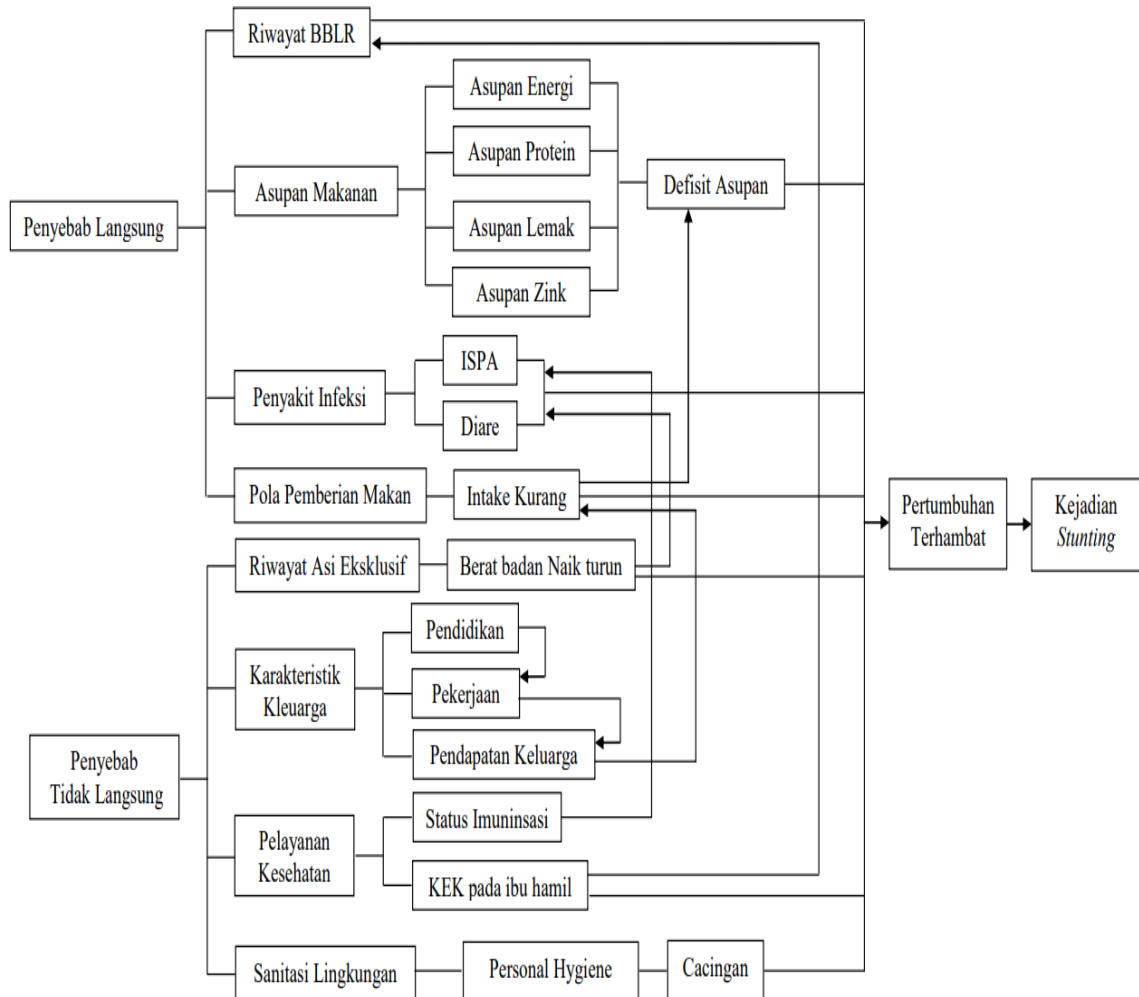 Riwayat BBLR
Asupan Energi
Asupan Protein
Asupan Makanan
Defisit Asupan
Penyebab Langsung
Asupan Lemak
Asupan Zink
ISPA
Penyakit Infeksi
Diare
Pola Pemberian Makan
Intake Kurang
Pertumbuhan
Terhambat
Kejadian
Stunting
Riwayat Asi Eksklusif
Berat badan Naik turun
Pendidikan
Karakteristik
Kleuarga
Pekerjaan
Pendapatan Keluarga
Penyebab
Tidak Langsung
Status Imuninsasi
Pelayanan
Kesehatan
KEK pada ibu hamil
Sanitasi Lingkungan
Personal Hygiene
Cacingan